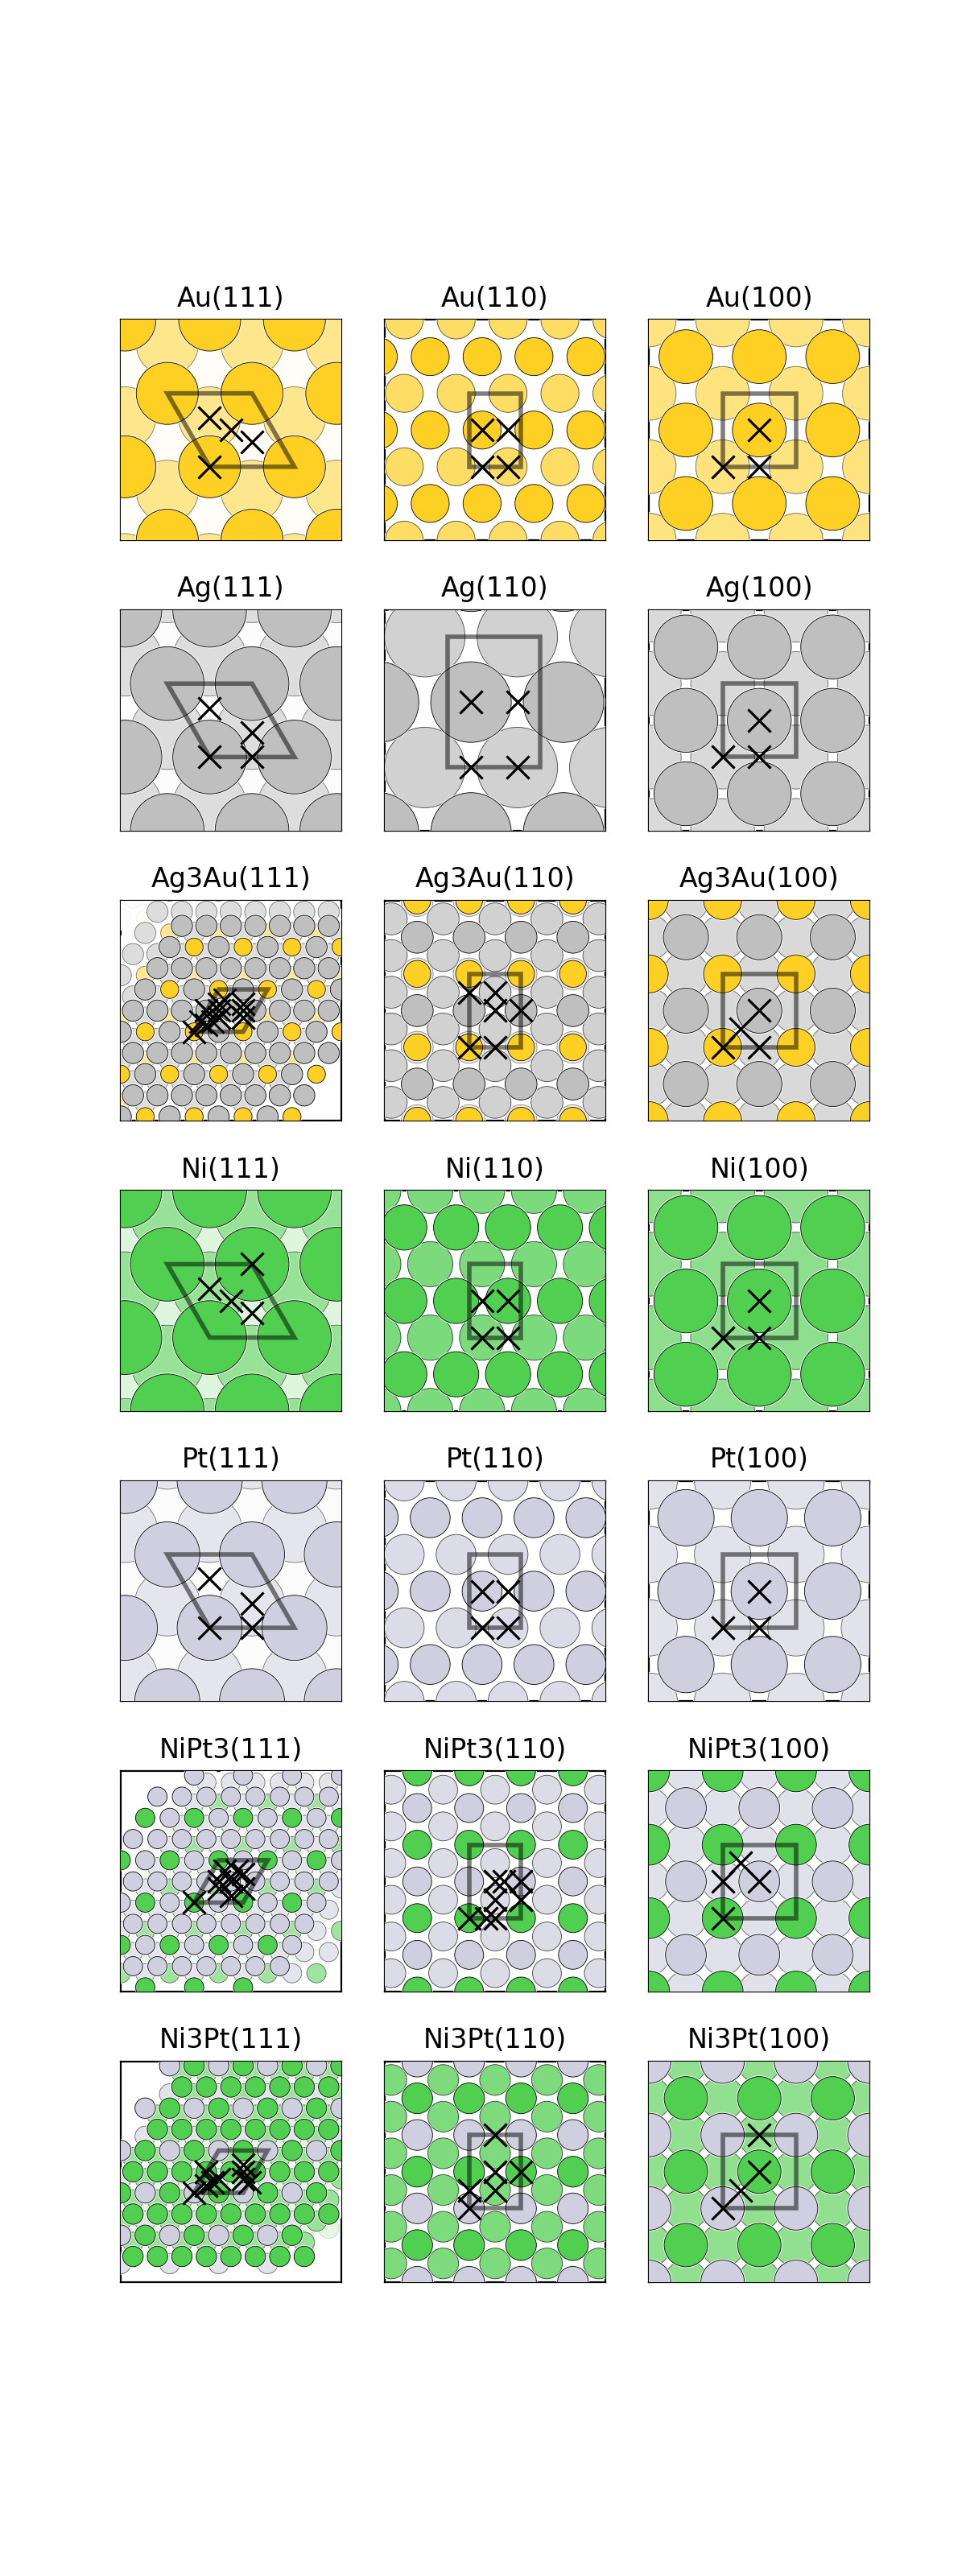 Au(111) Au(110) Au(100)
Ag(111) Ag(110) Ag(100)
Ag3Au(111) Ag3Au(110) Ag3Au(100)
Ni(111) Ni(110) Ni(100)
Pt(111) Pt(110) Pt(100)
NiPt3(111) NiPt3(110) NiPt3(100)
Ni3Pt(111) Ni3Pt(110) Ni3Pt(100)